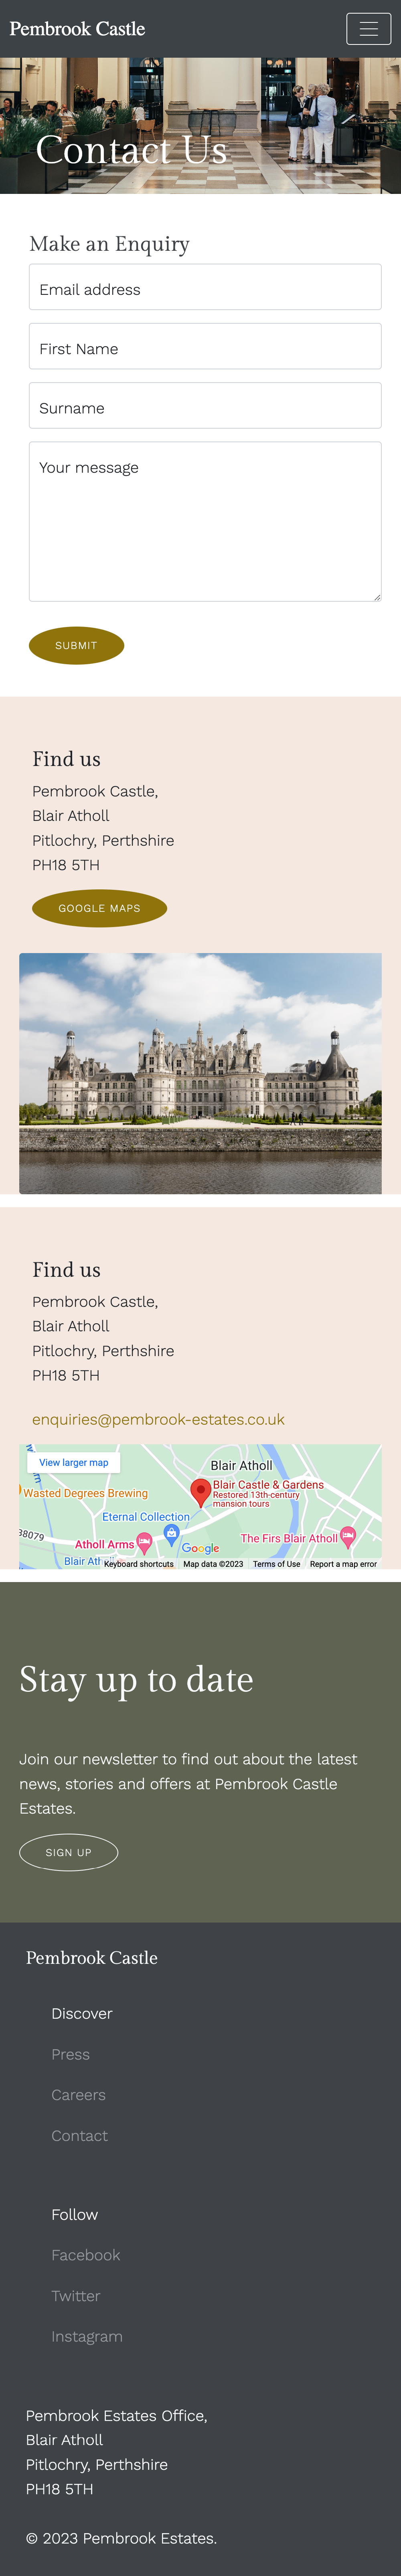 Pembrook Castle
Contact Us
Make an Enquiry
Email address
First Name
Surname
Your message
SUBMIT
Find us
Pembrook Castle,
Blair Atholl
Pitlochry, Perthshire
PH18 5TH
GOOGLE MAPS
Find us
Pembrook Castle,
Blair Atholl
Pitlochry, Perthshire
PH18 5TH
enquiries@pembrook-estates.co.uk
View larger map
Blair Atholl
Wasted Degrees Brewing
Blair Castle & Gardens
Restored 13th-century
mansion tours
Eternal Collection
38079
Atholl Arms
The Firs Blair Atholl
Google
Blair
Keyboard shortcuts
Map data ©2023
Terms of Use
Report a map error
Stay up to date
Join our newsletter to find out about the latest
news, stories and offers at Pembrook Castle
Estates.
SIGN UP
Pembrook Castle
Discover
Press
Careers
Contact
Follow
Facebook
Twitter
Instagram
Pembrook Estates Office,
Blair Atholl
Pitlochry, Perthshire
PH18 5TH
© 2023 Pembrook Estates.